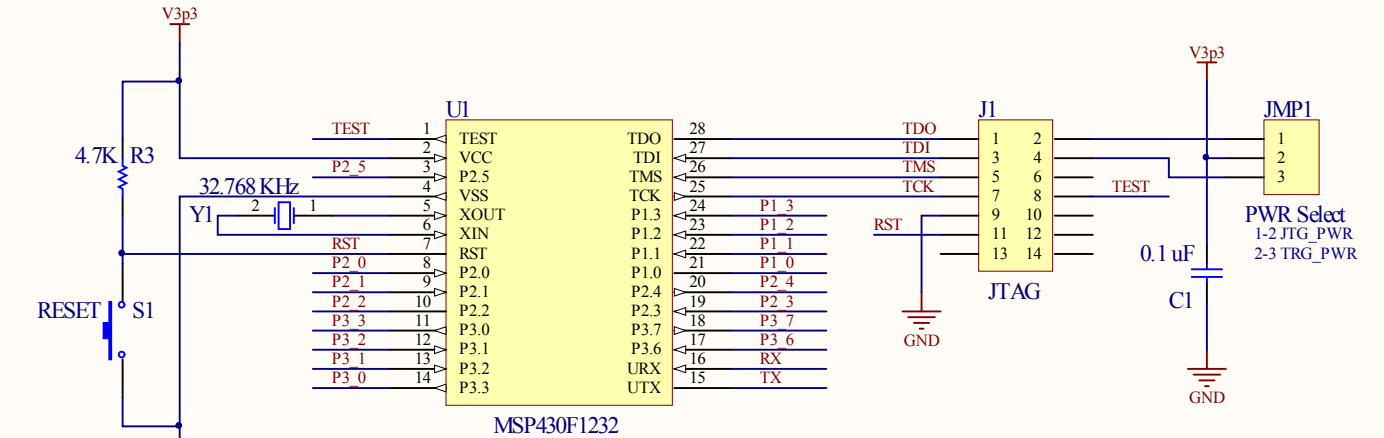 V3p3
4.7K R3
RESET S1
32.768 KHz
Y1 2 1
U1
TEST 1 TEST
2 VCC
P2_5 3 P2.5
4 VSS
5 XOUT
6 XIN
RST 7 RST
P2_0 8 P2.0
P2_1 9 P2.1
P2_2 10 P2.2
P3_3 11 P3.0
P3_2 12 P3.1
P3_1 13 P3.2
P3_0 14 P3.3
TDO 28 TDO
TDI 27 TDI
TMS 26 TMS
TCK 25 TCK
P1.3 24 P1_3
P1.2 23 P1_2
P1.1 22 P1_1
P1.0 21 P1_0
P2.4 20 P2_4
P2.3 19 P2_3
P3.7 18 P3_7
P3.6 17 P3_6
URX 16 RX
UTX 15 TX
MSP430F1232
J1
1 2
3 4
5 6
7 8 TEST
9 10
RST 11 12
13 14
JTAG
GND
V3p3
JMP1
1
2
3
PWR Select
1-2 JTG_PWR
2-3 TRG_PWR
0.1 uF
C1
GND